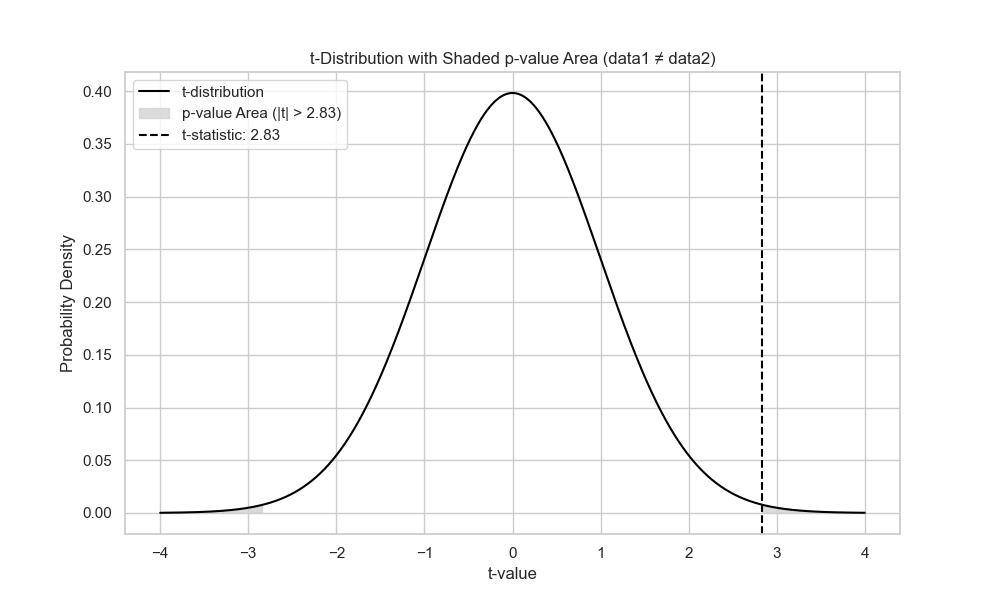 t-Distribution with Shaded p-value Area (data1 ≠ data2)
t-distribution
p-value Area (|t| > 2.83)
t-statistic: 2.83
Probability Density
0.40
0.35
0.30
0.25
0.20
0.15
0.10
0.05
0.00
−4 −3 −2 −1 0 1 2 3 4
t-value